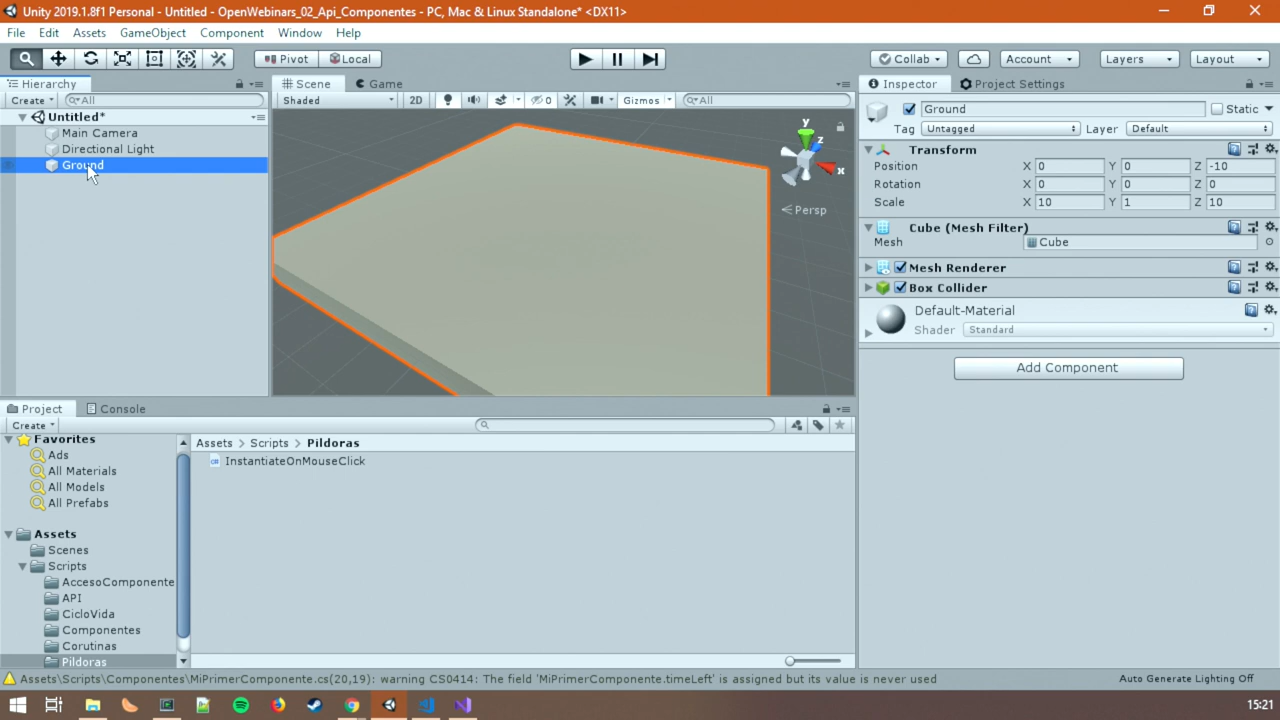 Unity 2019.1.8f1 Personal - Untitled - OpenWebinars_02_Api_Componentes - PC, Mac & Linux Standalone* <DX11>
File Edit Assets GameObject Component Window Help
Pivot Local Collab Account Layers Layout
Hierarchy
Create All
Untitled*
Main Camera
Directional Light
Ground
Scene Game
Shaded 2D 0 Gizmos All
y
z
x
Persp
Inspector Project Settings
Ground Static
Tag Untagged Layer Default
Transform
Position X 0 Y 0 Z -10
Rotation X 0 Y 0 Z 0
Scale X 10 Y 1 Z 10
Cube (Mesh Filter)
Mesh Cube
Mesh Renderer
Box Collider
Default-Material
Shader Standard
Add Component
Project Console
Create
Favorites
Ads
All Materials
All Models
All Prefabs
Assets
Scenes
Scripts
AccesoComponente
API
CicloVida
Componentes
Corutinas
Pildoras
Assets > Scripts > Pildoras
InstantiateOnMouseClick
Assets\Scripts\Componentes\MiPrimerComponente.cs(20,19): warning CS0414: The field 'MiPrimerComponente.timeLeft' is assigned but its value is never used
Auto Generate Lighting Off
15:21